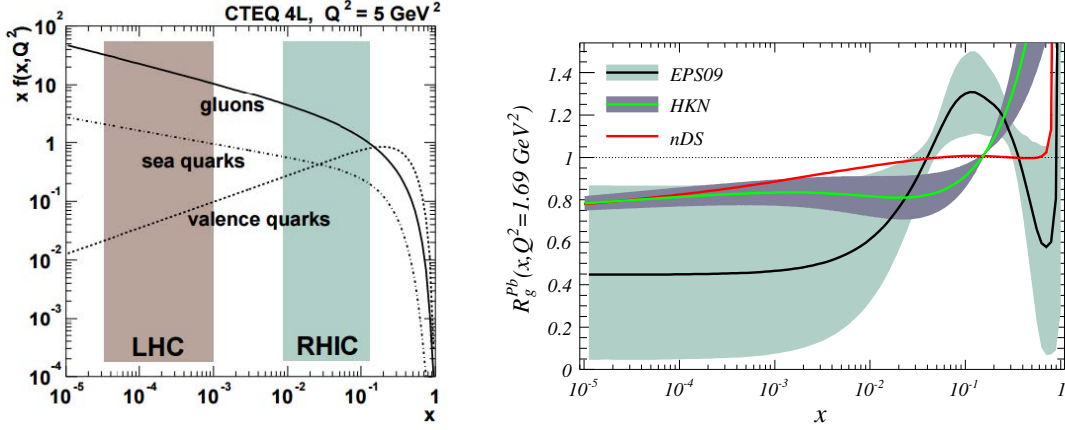 CTEQ 4L, Q² = 5 GeV²
x f(x,Q²)
10²
10
1
10⁻¹
10⁻²
10⁻³
10⁻⁴
gluons
sea quarks
valence quarks
LHC
RHIC
10⁻⁵ 10⁻⁴ 10⁻³ 10⁻² 10⁻¹ 1
x
R_g^Pb(x,Q²=1.69 GeV²)
1.4
1.2
1
0.8
0.6
0.4
0.2
0
EPS09
HKN
nDS
10⁻⁵ 10⁻⁴ 10⁻³ 10⁻² 10⁻¹ 1
x